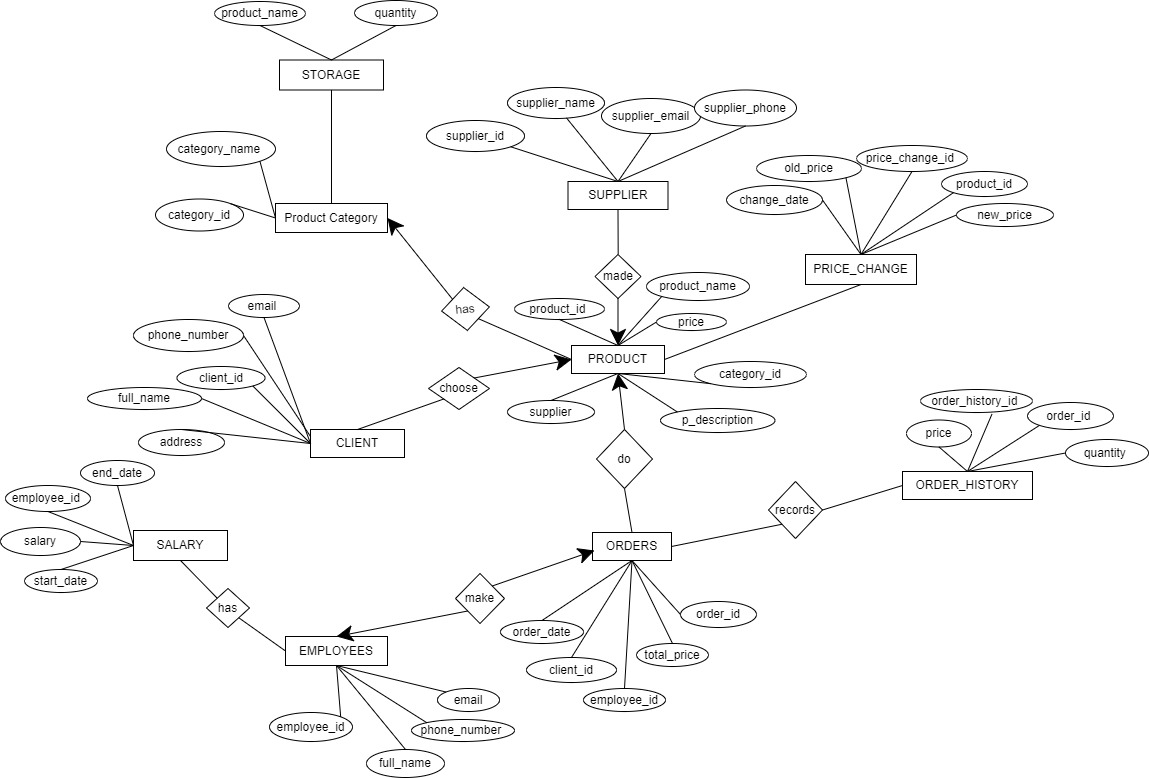 product_name
quantity
STORAGE
supplier_name
supplier_email
supplier_phone
supplier_id
category_name
category_id
Product Category
SUPPLIER
old_price
price_change_id
product_id
new_price
change_date
PRICE_CHANGE
made
has
product_id
product_name
price
PRODUCT
category_id
supplier
p_description
email
phone_number
client_id
full_name
address
CLIENT
choose
do
order_history_id
order_id
price
quantity
ORDER_HISTORY
records
end_date
employee_id
salary
start_date
SALARY
has
make
ORDERS
order_date
order_id
client_id
total_price
employee_id
EMPLOYEES
email
employee_id
phone_number
full_name